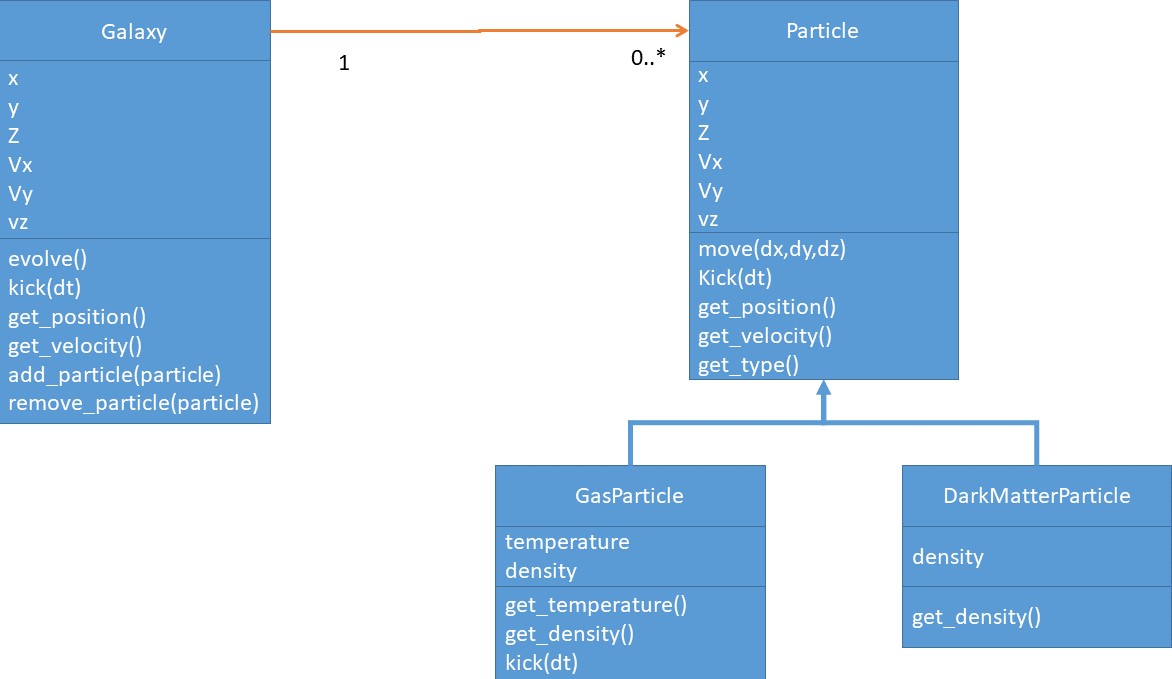 Galaxy
x
y
Z
Vx
Vy
vz
evolve()
kick(dt)
get_position()
get_velocity()
add_particle(particle)
remove_particle(particle)
1
0..*
Particle
x
y
Z
Vx
Vy
vz
move(dx,dy,dz)
Kick(dt)
get_position()
get_velocity()
get_type()
GasParticle
temperature
density
get_temperature()
get_density()
kick(dt)
DarkMatterParticle
density
get_density()